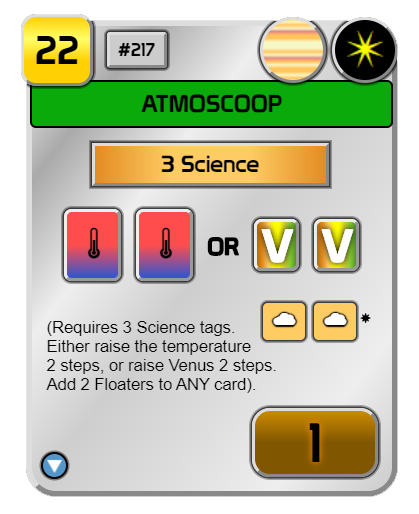 22
#217
ATMOSCOOP
3 Science
OR V V
*
(Requires 3 Science tags.
Either raise the temperature
2 steps, or raise Venus 2 steps.
Add 2 Floaters to ANY card).
1